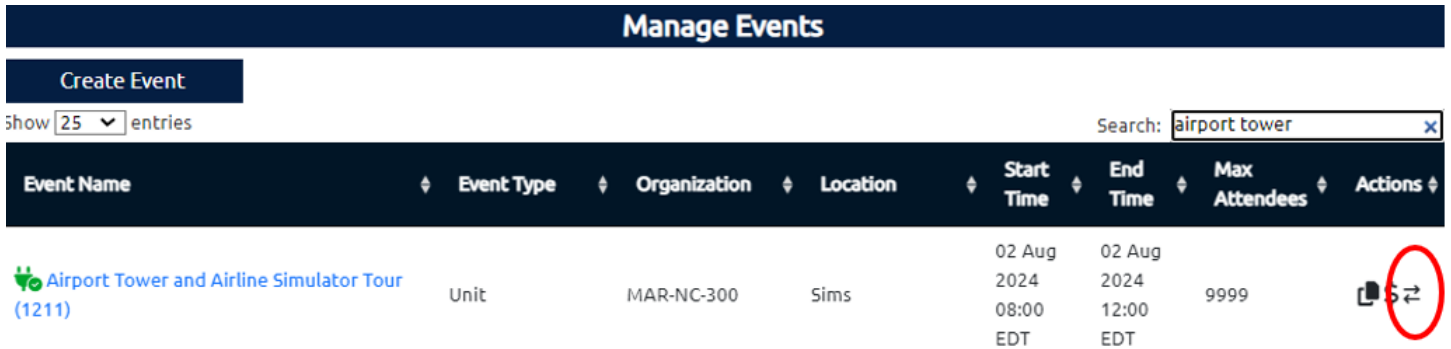 Manage Events
Create Event
Show 25 entries
Search: airport tower ×
Event Name Event Type Organization Location Start Time End Time Max Attendees Actions
Airport Tower and Airline Simulator Tour
(1211)
Unit
MAR-NC-300
Sims
02 Aug
2024
08:00
EDT
02 Aug
2024
12:00
EDT
9999
$